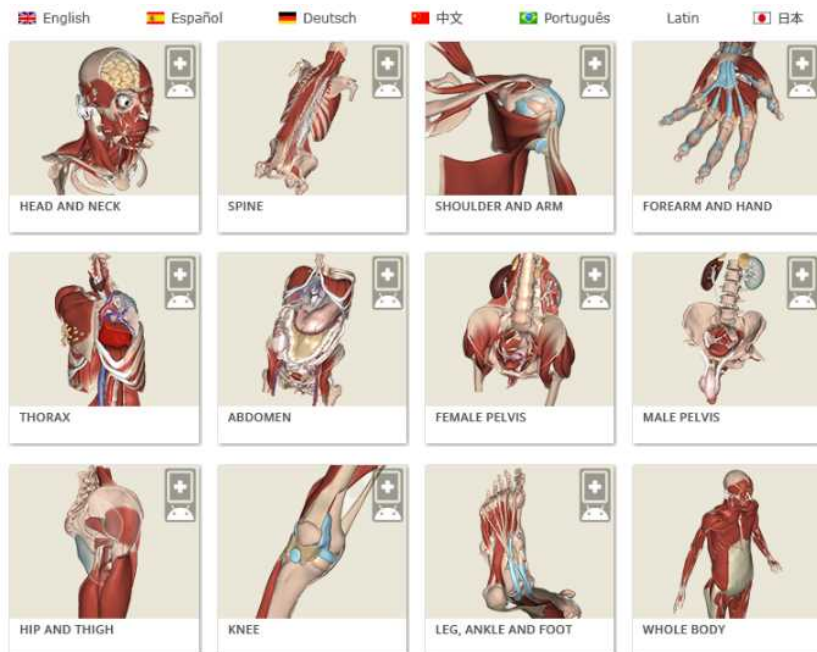 English Español Deutsch 中文 Português Latin 日本
HEAD AND NECK SPINE SHOULDER AND ARM FOREARM AND HAND
THORAX ABDOMEN FEMALE PELVIS MALE PELVIS
HIP AND THIGH KNEE LEG, ANKLE AND FOOT WHOLE BODY